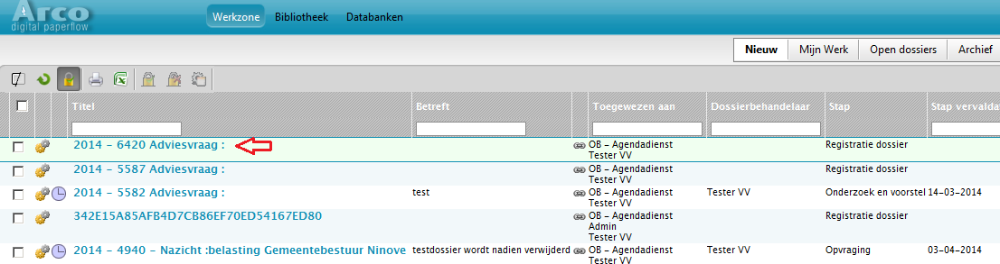 Arco
digital paperflow
Werkzone Bibliotheek Databanken
Nieuw Mijn Werk Open dossiers Archief
Titel Betreft Toegewezen aan Dossierbehandelaar Stap Stap vervaldat
2014 - 6420 Adviesvraag : OB - Agendadienst Registratie dossier
Tester VV
2014 - 5587 Adviesvraag : OB - Agendadienst Registratie dossier
Tester VV
2014 - 5582 Adviesvraag : test OB - Agendadienst Tester VV Onderzoek en voorstel 14-03-2014
Tester VV
342E15A85AFB4D7CB86EF70ED54167ED80 OB - Agendadienst Registratie dossier
Admin
Tester VV
2014 - 4940 - Nazicht :belasting Gemeentebestuur Ninove testdossier wordt nadien verwijderd OB - Agendadienst Tester VV Opvraging 03-04-2014
Tester VV